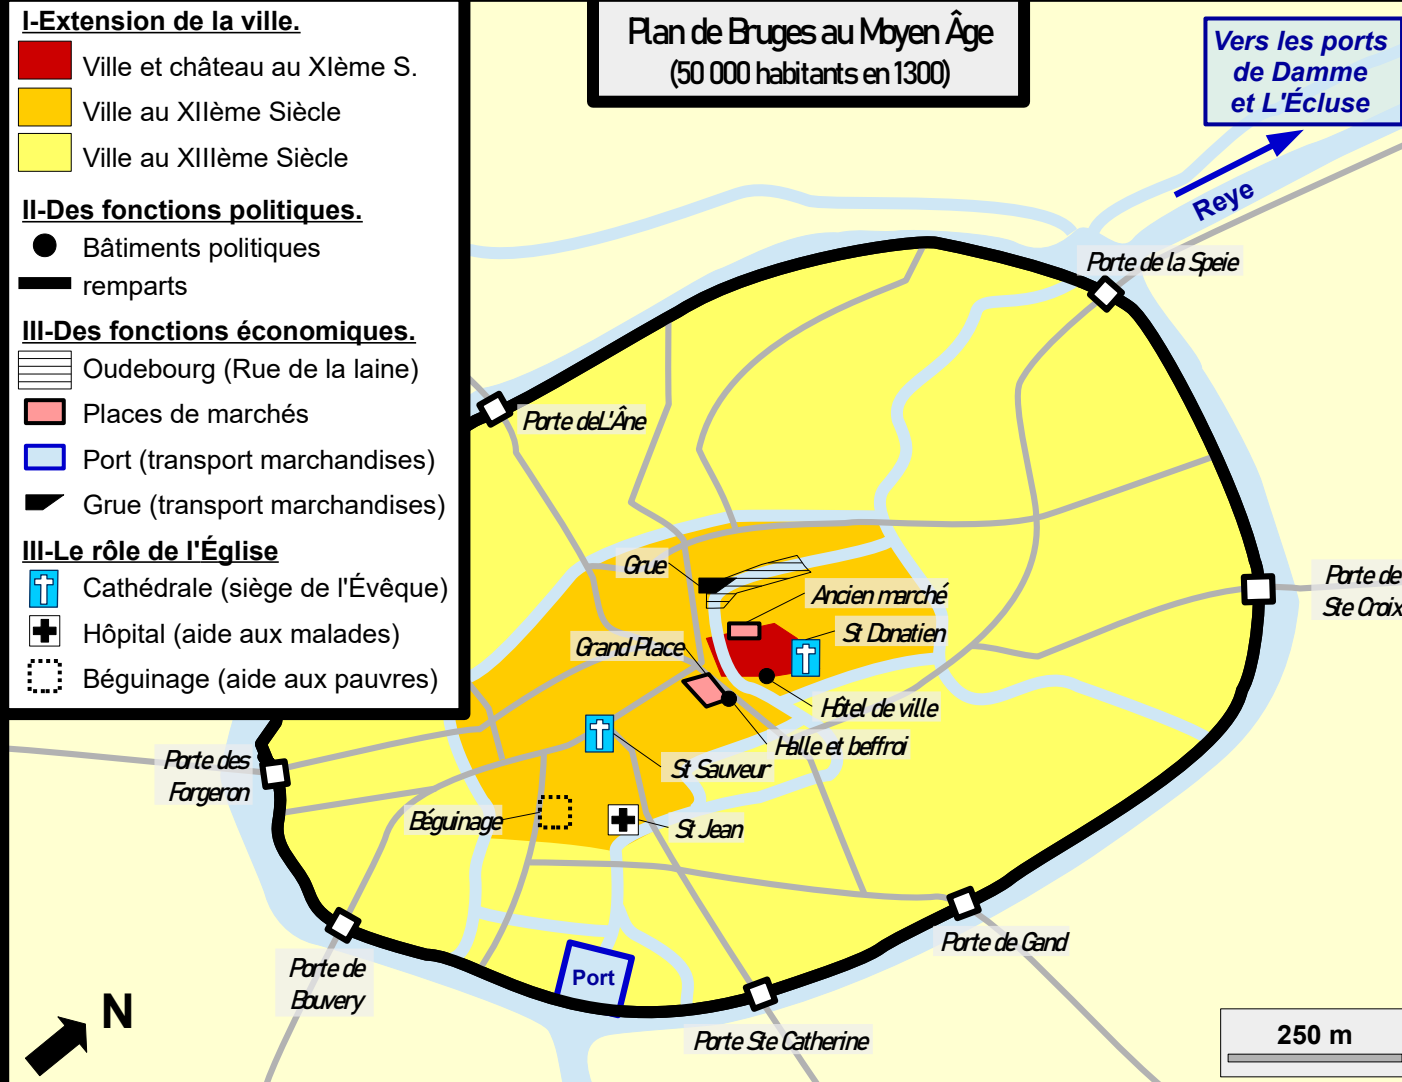 I-Extension de la ville.
Ville et château au XIème S.
Ville au XIIème Siècle
Ville au XIIIème Siècle
II-Des fonctions politiques.
Bâtiments politiques
remparts
III-Des fonctions économiques.
Oudebourg (Rue de la laine)
Places de marchés
Port (transport marchandises)
Grue (transport marchandises)
III-Le rôle de l'Église
Cathédrale (siège de l'Évêque)
Hôpital (aide aux malades)
Béguinage (aide aux pauvres)
Plan de Bruges au Moyen Âge
(50 000 habitants en 1300)
Vers les ports
de Damme
et L'Écluse
Reye
Porte de la Speie
Porte deL'Âne
Grue
Ancien marché
Porte de
Ste Croix
St Donatien
Grand Place
Hôtel de ville
Halle et beffroi
St Sauveur
Porte des
Forgeron
Béguinage
St Jean
Porte de Gand
Porte de
Bouvery
Port
Porte Ste Catherine
N
250 m